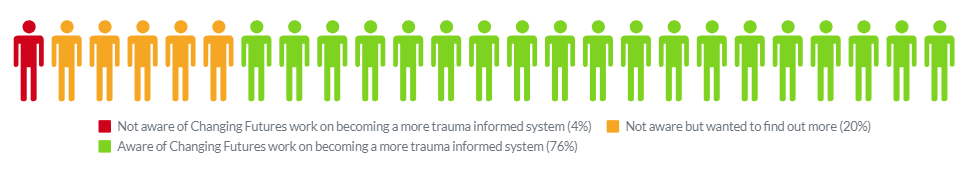 Not aware of Changing Futures work on becoming a more trauma informed system (4%) Not aware but wanted to find out more (20%)
Aware of Changing Futures work on becoming a more trauma informed system (76%)